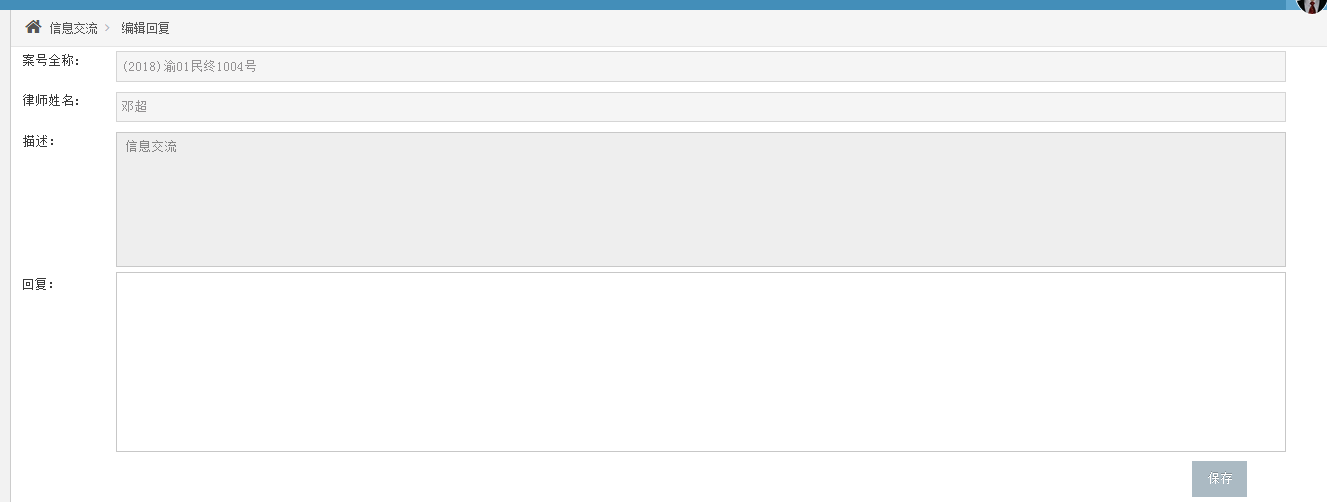 信息交流 > 编辑回复
案号全称: (2018)渝01民终1004号
律师姓名: 邓超
描述: 信息交流
回复:
保存